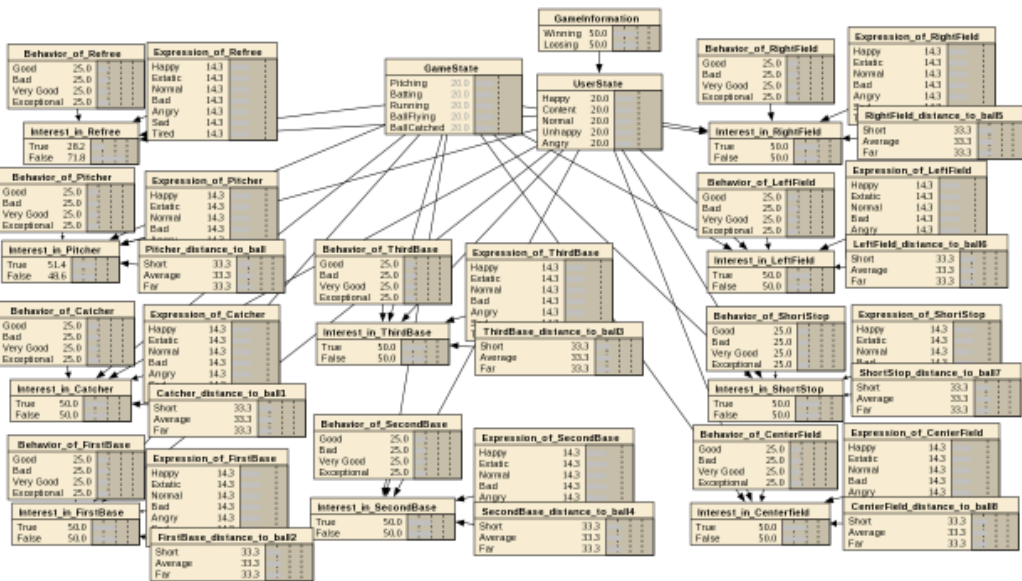 GameInformation
Winning 50.0
Loosing 50.0
GameState
Pitching 20.0
Batting 20.0
Running 20.0
BallFlying 20.0
BallCatched 20.0
UserState
Happy 20.0
Content 20.0
Normal 20.0
Unhappy 20.0
Angry 20.0
Behavior_of_Refree
Good 25.0
Bad 25.0
Very Good 25.0
Exceptional 25.0
Expression_of_Refree
Happy 14.3
Extatic 14.3
Normal 14.3
Bad 14.3
Angry 14.3
Sad 14.3
Tired 14.3
Interest_in_Refree
True 28.2
False 71.8
Behavior_of_Pitcher
Good 25.0
Bad 25.0
Very Good 25.0
Exceptional 25.0
Expression_of_Pitcher
Happy 14.3
Extatic 14.3
Normal 14.3
Interest_in_Pitcher
True 51.4
False 48.6
Pitcher_distance_to_ball
Short 33.3
Average 33.3
Far 33.3
Behavior_of_Catcher
Good 25.0
Bad 25.0
Very Good 25.0
Exceptional 25.0
Expression_of_Catcher
Happy 14.3
Extatic 14.3
Normal 14.3
Bad 14.3
Angry 14.3
Interest_in_Catcher
True 50.0
False 50.0
Catcher_distance_to_ball1
Short 33.3
Average 33.3
Far 33.3
Behavior_of_FirstBase
Good 25.0
Bad 25.0
Very Good 25.0
Exceptional 25.0
Expression_of_FirstBase
Happy 14.3
Extatic 14.3
Normal 14.3
Bad 14.3
Angry 14.3
Interest_in_FirstBase
True 50.0
False 50.0
FirstBase_distance_to_ball2
Short 33.3
Average 33.3
Far 33.3
Behavior_of_ThirdBase
Good 25.0
Bad 25.0
Very Good 25.0
Exceptional 25.0
Expression_of_ThirdBase
Happy 14.3
Extatic 14.3
Normal 14.3
Bad 14.3
Angry 14.3
Interest_in_ThirdBase
True 50.0
False 50.0
ThirdBase_distance_to_ball3
Short 33.3
Average 33.3
Far 33.3
Behavior_of_SecondBase
Good 25.0
Bad 25.0
Very Good 25.0
Exceptional 25.0
Expression_of_SecondBase
Happy 14.3
Extatic 14.3
Normal 14.3
Bad 14.3
Angry 14.3
Interest_in_SecondBase
True 50.0
False 50.0
SecondBase_distance_to_ball4
Short 33.3
Average 33.3
Far 33.3
Behavior_of_RightField
Good 25.0
Bad 25.0
Very Good 25.0
Exceptional 25.0
Expression_of_RightField
Happy 14.3
Extatic 14.3
Normal 14.3
Bad 14.3
Angry 14.3
Interest_in_RightField
True 50.0
False 50.0
RightField_distance_to_ball5
Short 33.3
Average 33.3
Far 33.3
Behavior_of_LeftField
Good 25.0
Bad 25.0
Very Good 25.0
Exceptional 25.0
Expression_of_LeftField
Happy 14.3
Extatic 14.3
Normal 14.3
Bad 14.3
Angry 14.3
Interest_in_LeftField
True 50.0
False 50.0
LeftField_distance_to_ball6
Short 33.3
Average 33.3
Far 33.3
Behavior_of_ShortStop
Good 25.0
Bad 25.0
Very Good 25.0
Exceptional 25.0
Expression_of_ShortStop
Happy 14.3
Extatic 14.3
Normal 14.3
Interest_in_ShortStop
True 50.0
False 50.0
ShortStop_distance_to_ball7
Short 33.3
Average 33.3
Far 33.3
Behavior_of_CenterField
Good 25.0
Bad 25.0
Very Good 25.0
Exceptional 25.0
Expression_of_CenterField
Happy 14.3
Extatic 14.3
Normal 14.3
Bad 14.3
Angry 14.3
Interest_in_Centerfield
True 50.0
False 50.0
CenterField_distance_to_ball8
Short 33.3
Average 33.3
Far 33.3